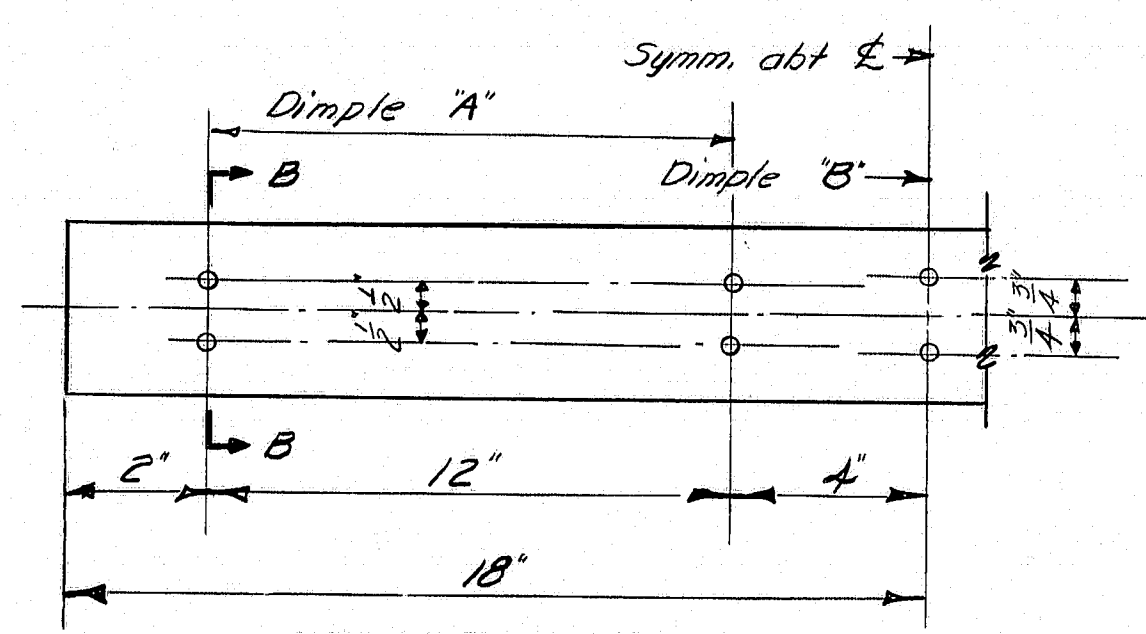 Symm. abt ℄
Dimple "A"
B
Dimple "B"
1/2"
1/2"
3/4"
3/4"
B
2"
12"
4"
18"